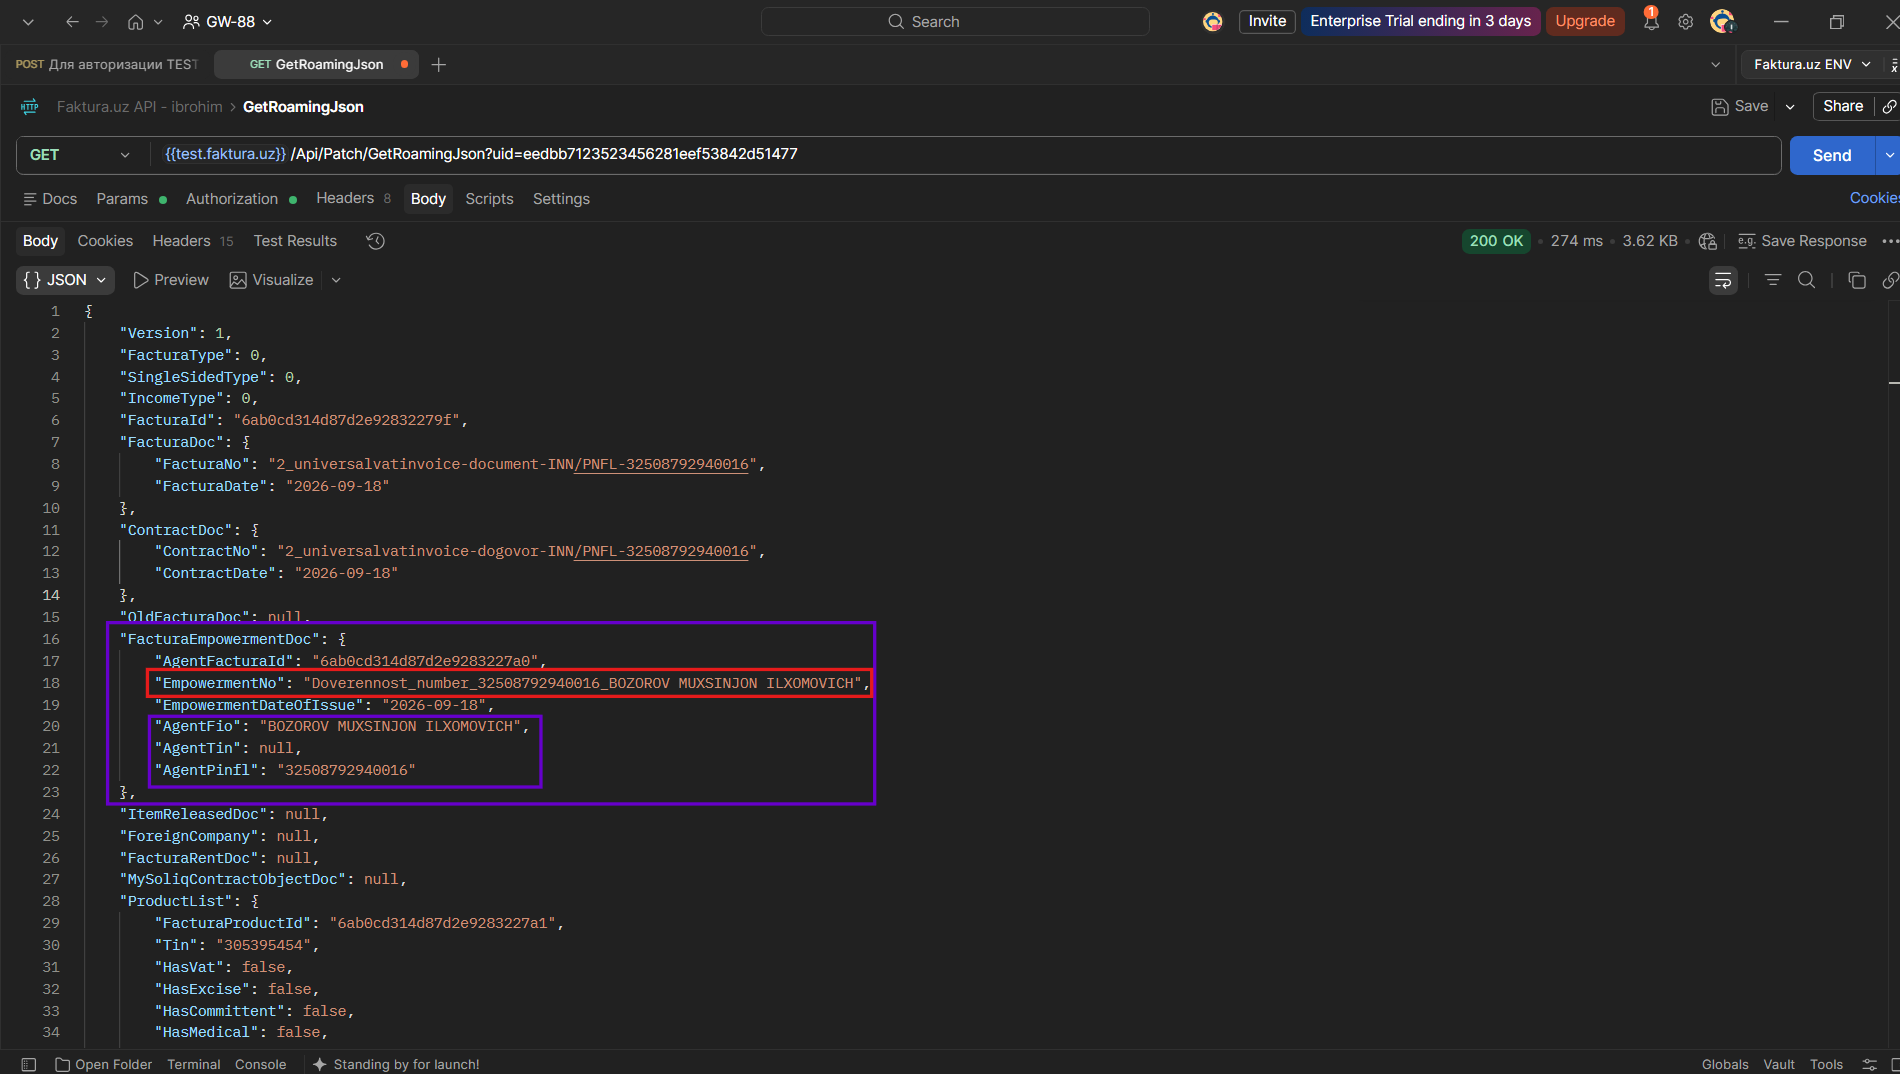 GW-88
Search
Invite
Enterprise Trial ending in 3 days
Upgrade
1
POST Для авторизации TEST
GET GetRoamingJson
Faktura.uz ENV
HTTP
Faktura.uz API - ibrohim > GetRoamingJson
Save
Share
GET
{{test.faktura.uz}} /Api/Patch/GetRoamingJson?uid=eedbb7123523456281eef53842d51477
Send
Docs
Params
Authorization
Headers 8
Body
Scripts
Settings
Cookies
Body
Cookies
Headers 15
Test Results
200 OK
274 ms
3.62 KB
e.g. Save Response
{} JSON
Preview
Visualize
1 {
2 "Version": 1,
3 "FacturaType": 0,
4 "SingleSidedType": 0,
5 "IncomeType": 0,
6 "FacturaId": "6ab0cd314d87d2e92832279f",
7 "FacturaDoc": {
8 "FacturaNo": "2_universalvatinvoice-document-INN/PNFL-32508792940016",
9 "FacturaDate": "2026-09-18"
10 },
11 "ContractDoc": {
12 "ContractNo": "2_universalvatinvoice-dogovor-INN/PNFL-32508792940016",
13 "ContractDate": "2026-09-18"
14 },
15 "OldFacturaDoc": null,
16 "FacturaEmpowermentDoc": {
17 "AgentFacturaId": "6ab0cd314d87d2e9283227a0",
18 "EmpowermentNo": "Doverennost_number_32508792940016_BOZOROV MUXSINJON ILXOMOVICH",
19 "EmpowermentDateOfIssue": "2026-09-18",
20 "AgentFio": "BOZOROV MUXSINJON ILXOMOVICH",
21 "AgentTin": null,
22 "AgentPinfl": "32508792940016"
23 },
24 "ItemReleasedDoc": null,
25 "ForeignCompany": null,
26 "FacturaRentDoc": null,
27 "MySoliqContractObjectDoc": null,
28 "ProductList": {
29 "FacturaProductId": "6ab0cd314d87d2e9283227a1",
30 "Tin": "305395454",
31 "HasVat": false,
32 "HasExcise": false,
33 "HasCommittent": false,
34 "HasMedical": false,
Open Folder
Terminal
Console
Standing by for launch!
Globals
Vault
Tools